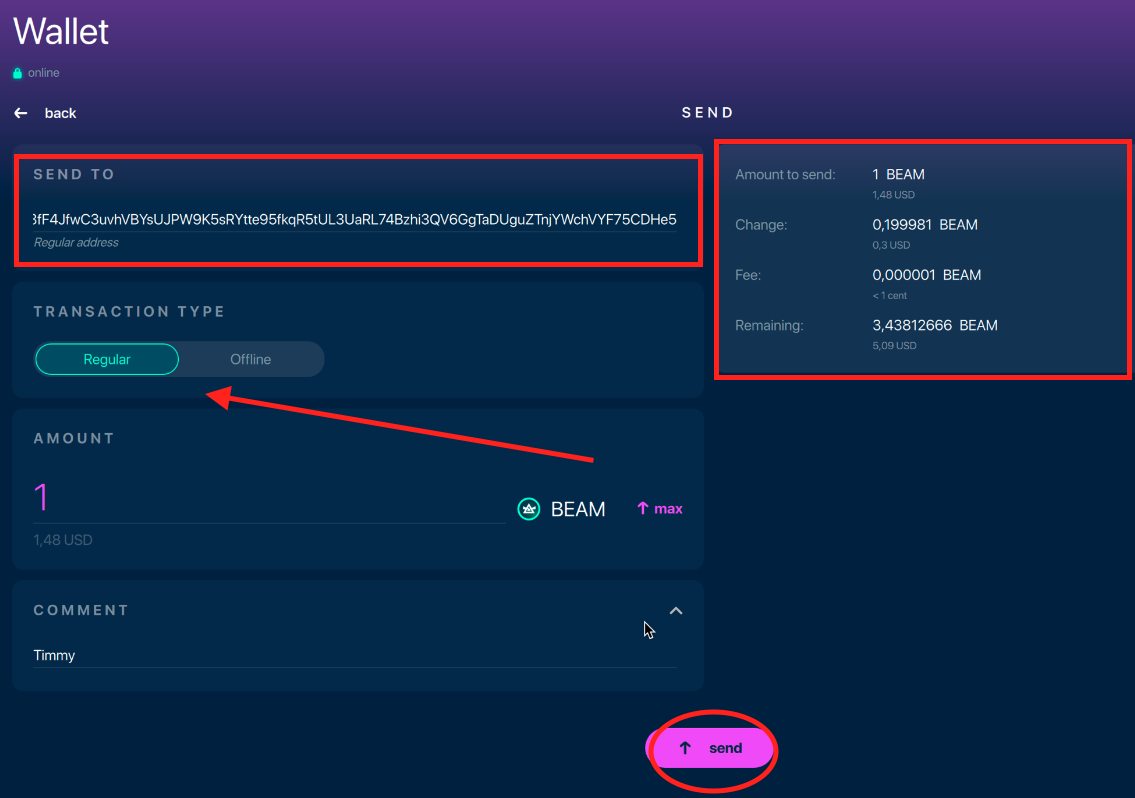 Wallet
online
back
SEND
SEND TO
3fF4JfwC3uvhVBYsUJPW9K5sRYtte95fkqR5tUL3UaRL74Bzhi3QV6GgTaDUguZTnjYWchVYF75CDHe5
Regular address
TRANSACTION TYPE
Regular Offline
AMOUNT
1
BEAM
max
1,48 USD
COMMENT
Timmy
send
Amount to send: 1 BEAM
1,48 USD
Change: 0,199981 BEAM
0,3 USD
Fee: 0,000001 BEAM
< 1 cent
Remaining: 3,43812666 BEAM
5,09 USD